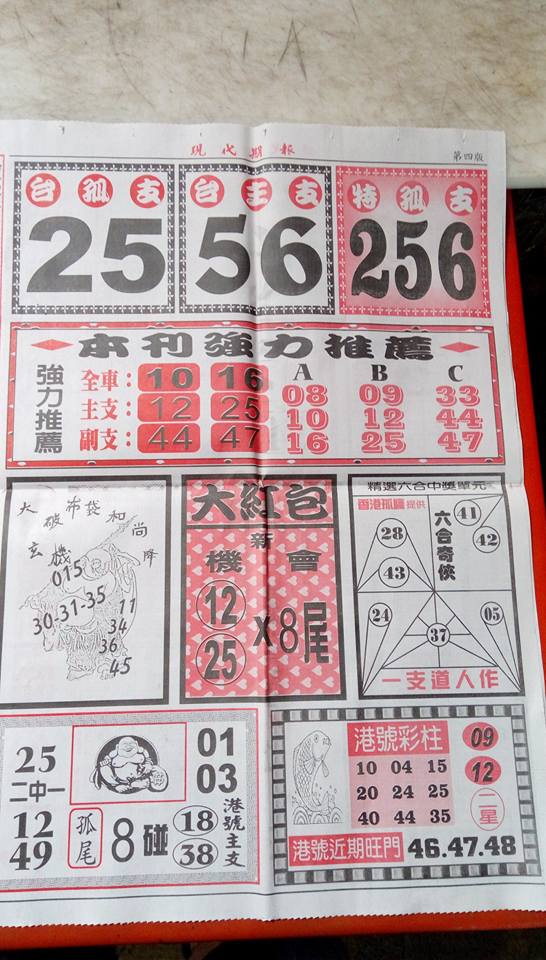 現代期報
第四版
台孤支
25
台主支
56
特孤支
256
本刊強力推薦
強力推薦
全車: 10 16
主支: 12 25
副支: 44 47
A B C
08 09 33
10 12 44
16 25 47
大破布袋和尚降玄機
015
30-31-35
11
34
36
45
大紅包
新機會
12
25
x8尾
精選六合中獎單元
香港孤驢提供
28
43
六合奇俠
41
42
24
37
05
一支道人作
25
二中一
12
49
孤尾
8碰
01
03
18
38
港號主支
港號彩柱
10 04 15
20 24 25
40 44 35
09
12
二星
港號近期旺門 46.47.48